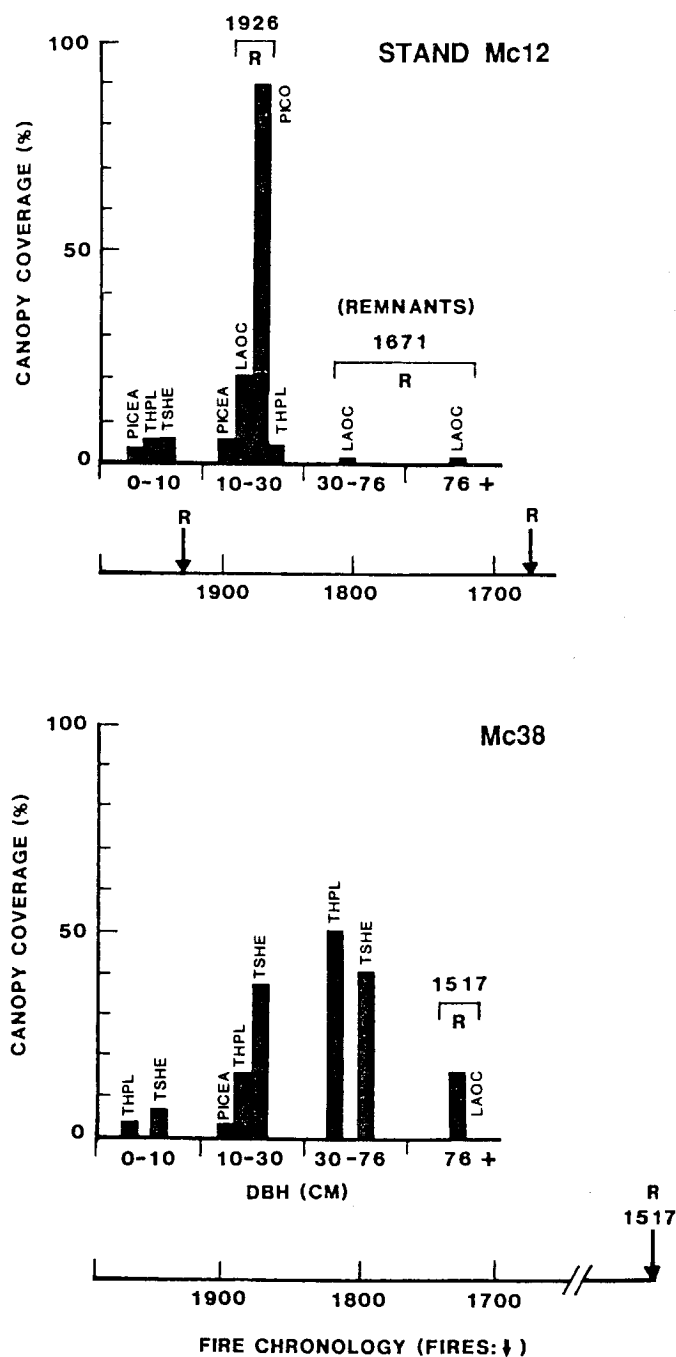 1926
R
STAND Mc12
100
50
0
CANOPY COVERAGE (%)
PICEA
THPL
TSHE
PICEA
LAOC
PICO
THPL
(REMNANTS)
1671
R
LAOC
LAOC
0-10 10-30 30-76 76 +
R R
1900 1800 1700
Mc38
100
50
0
CANOPY COVERAGE (%)
THPL
TSHE
PICEA
THPL
TSHE
THPL
TSHE
1517
R
LAOC
0-10 10-30 30-76 76 +
DBH (CM)
R
1517
1900 1800 1700
FIRE CHRONOLOGY (FIRES: ↓ )